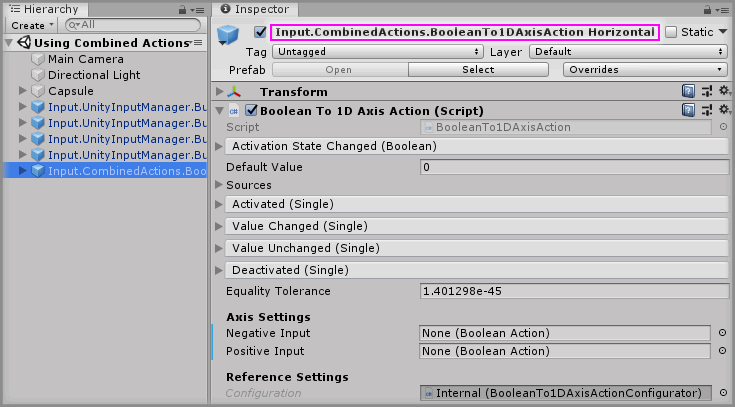 Hierarchy
Create
All
Using Combined Actions
Main Camera
Directional Light
Capsule
Input.UnityInputManager.Bu
Input.UnityInputManager.Bu
Input.UnityInputManager.Bu
Input.UnityInputManager.Bu
Input.CombinedActions.Boo
Inspector
Input.CombinedActions.BooleanTo1DAxisAction Horizontal
Static
Tag Untagged Layer Default
Prefab Open Select Overrides
Transform
Boolean To 1D Axis Action (Script)
Script BooleanTo1DAxisAction
Activation State Changed (Boolean)
Default Value 0
Sources
Activated (Single)
Value Changed (Single)
Value Unchanged (Single)
Deactivated (Single)
Equality Tolerance 1.401298e-45
Axis Settings
Negative Input None (Boolean Action)
Positive Input None (Boolean Action)
Reference Settings
Configuration Internal (BooleanTo1DAxisActionConfigurator)